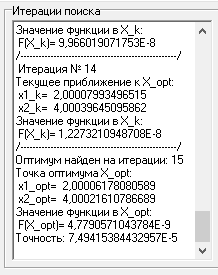 Итерации поиска
Значение функции в X_k:
F(X_k)= 9,966019071753E-8
/--------------------------------------------/
Итерация № 14
Текущее приближение к X_opt:
x1_k= 2,00007993496515
x2_k= 4,00039645095862
Значение функции в X_k:
F(X_k)= 1,2273210948708E-8
/--------------------------------------------/
Оптимум найден на итерации: 15
Точка оптимума X_opt:
x1_opt= 2,00006178080589
x2_opt= 4,00021610786689
Значение функции в X_opt:
F(X_opt)= 4,7790571043784E-9
Точность: 7,49415384432957E-5